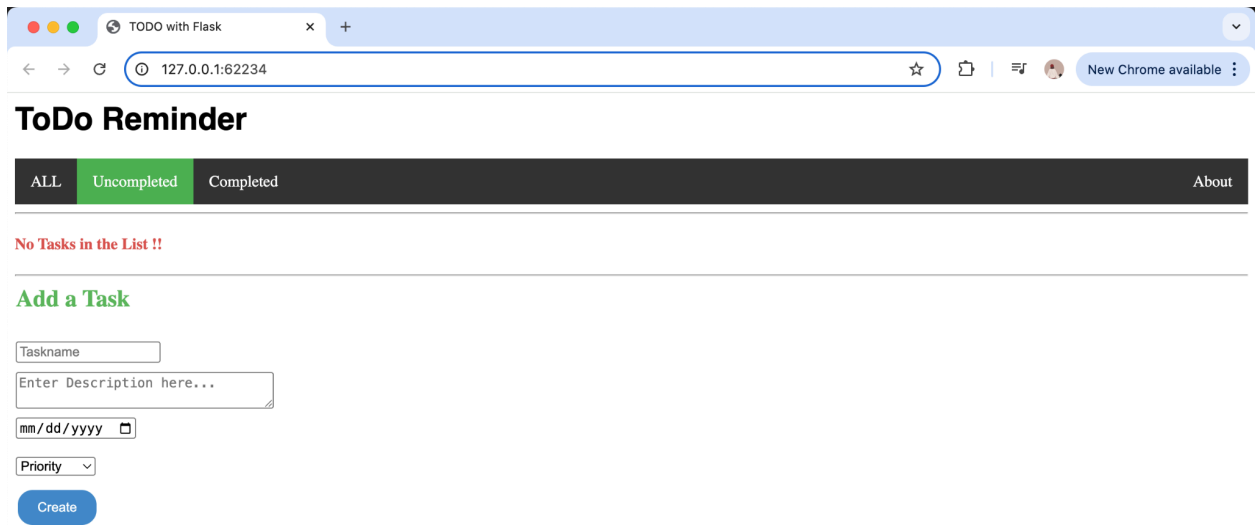 TODO with Flask
127.0.0.1:62234
New Chrome available
ToDo Reminder
ALL Uncompleted Completed About
No Tasks in the List !!
Add a Task
Taskname
Enter Description here...
mm/dd/yyyy
Priority
Create